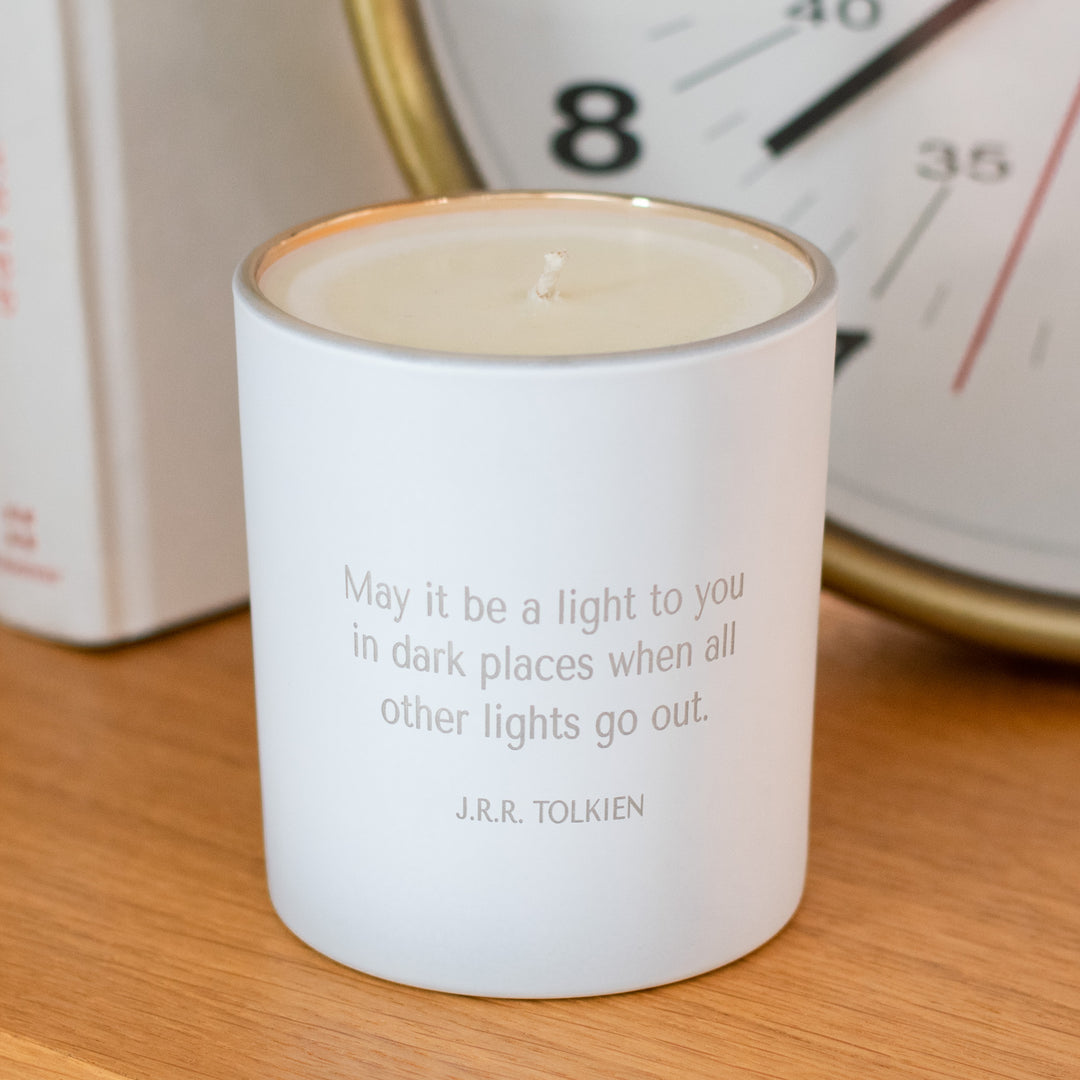 40
8
35
May it be a light to you
in dark places when all
other lights go out.
J.R.R. TOLKIEN